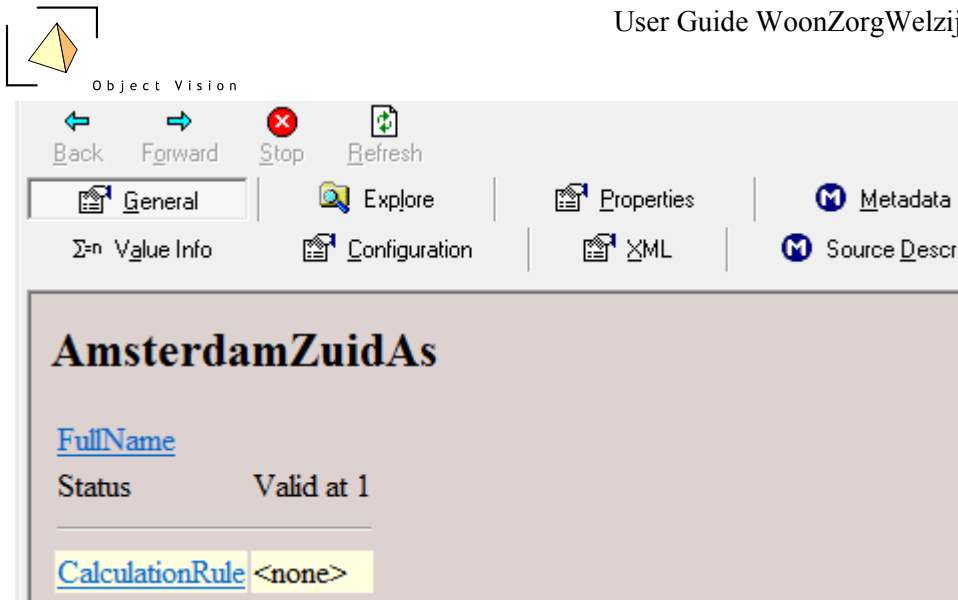 User Guide WoonZorgWelzij
Object Vision
Back Forward Stop Refresh
General Explore Properties Metadata
Σ=n Value Info Configuration XML Source Descr
AmsterdamZuidAs
FullName
Status Valid at 1
CalculationRule <none>